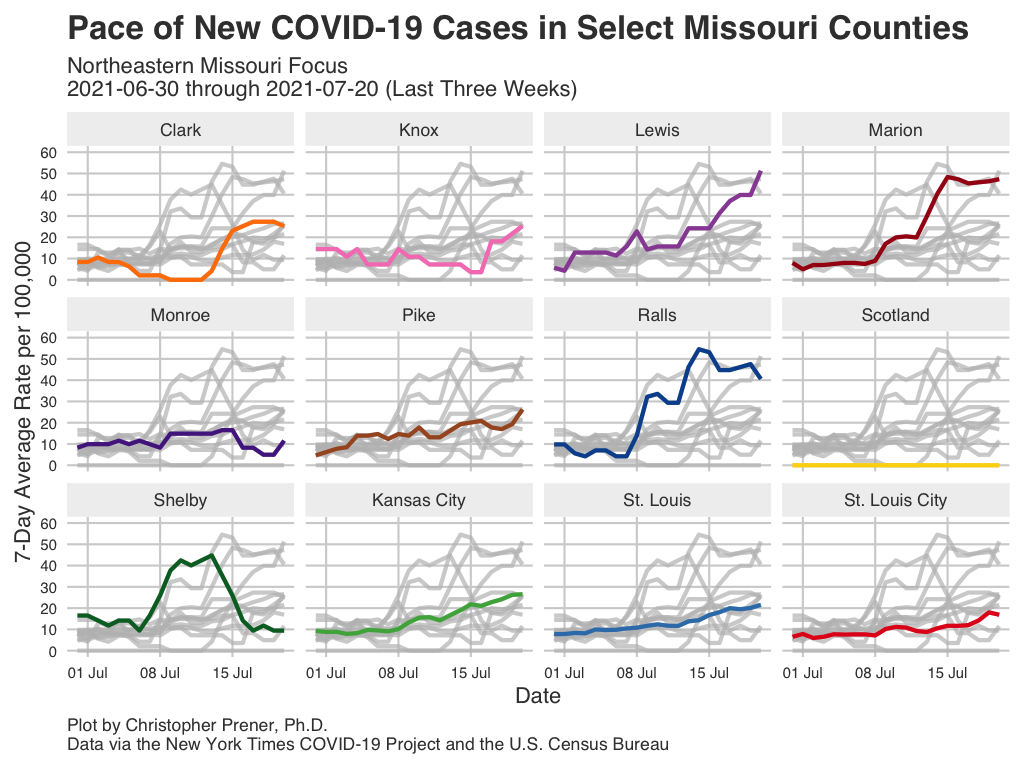 Pace of New COVID-19 Cases in Select Missouri Counties
Northeastern Missouri Focus
2021-06-30 through 2021-07-20 (Last Three Weeks)
7-Day Average Rate per 100,000
Clark
Knox
Lewis
Marion
60
50
40
30
20
10
0
Monroe
Pike
Ralls
Scotland
60
50
40
30
20
10
0
Shelby
Kansas City
St. Louis
St. Louis City
60
50
40
30
20
10
0
01 Jul 08 Jul 15 Jul
01 Jul 08 Jul 15 Jul
01 Jul 08 Jul 15 Jul
01 Jul 08 Jul 15 Jul
Date
Plot by Christopher Prener, Ph.D.
Data via the New York Times COVID-19 Project and the U.S. Census Bureau